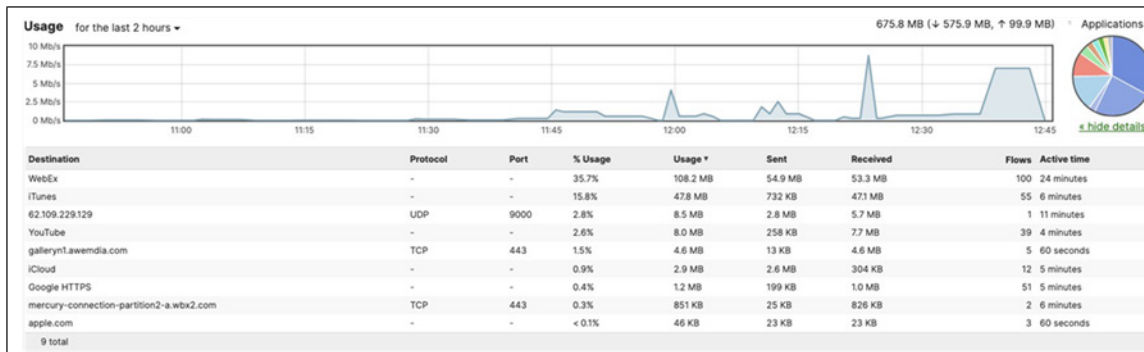 Usage for the last 2 hours
675.8 MB (↓ 575.9 MB, ↑ 99.9 MB)
Applications
10 Mb/s
7.5 Mb/s
5 Mb/s
2.5 Mb/s
0 Mb/s
11:00 11:15 11:30 11:45 12:00 12:15 12:30 12:45
« hide details
Destination Protocol Port % Usage Usage ▼ Sent Received Flows Active time
WebEx - - 35.7% 108.2 MB 54.9 MB 53.3 MB 100 24 minutes
iTunes - - 15.8% 47.8 MB 732 KB 47.1 MB 55 6 minutes
62.109.229.129 UDP 9000 2.8% 8.5 MB 2.8 MB 5.7 MB 1 11 minutes
YouTube - - 2.6% 8.0 MB 258 KB 7.7 MB 39 4 minutes
galleryn1.awemdia.com TCP 443 1.5% 4.6 MB 13 KB 4.6 MB 5 60 seconds
iCloud - - 0.9% 2.9 MB 2.6 MB 304 KB 12 5 minutes
Google HTTPS - - 0.4% 1.2 MB 199 KB 1.0 MB 51 5 minutes
mercury-connection-partition2-a.wbx2.com TCP 443 0.3% 851 KB 25 KB 826 KB 2 6 minutes
apple.com - - < 0.1% 46 KB 23 KB 23 KB 3 60 seconds
9 total